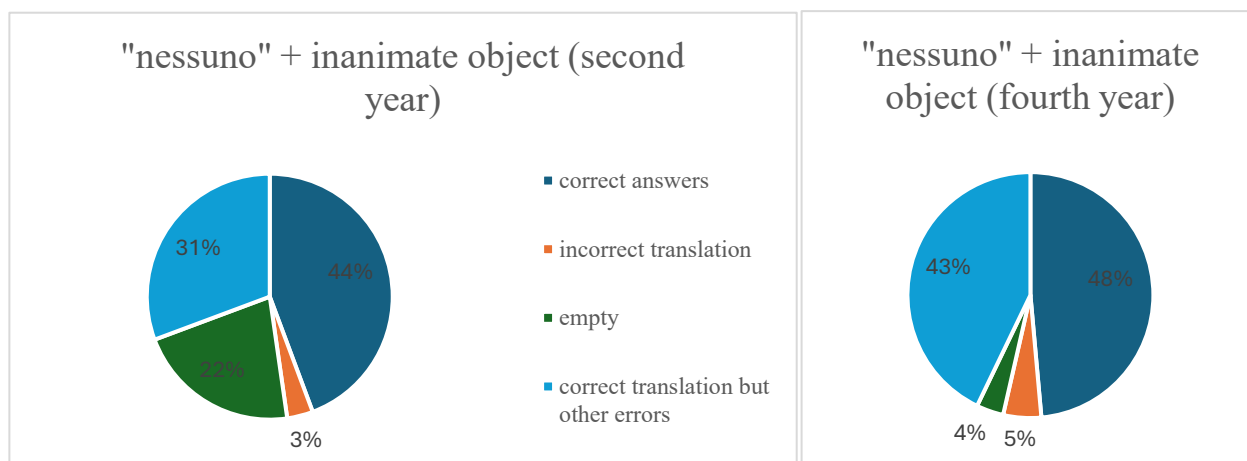 "nessuno" + inanimate object (second
year)
correct answers
incorrect translation
empty
correct translation but
other errors
31%
44%
22%
3%
"nessuno" + inanimate
object (fourth year)
43%
48%
4%
5%